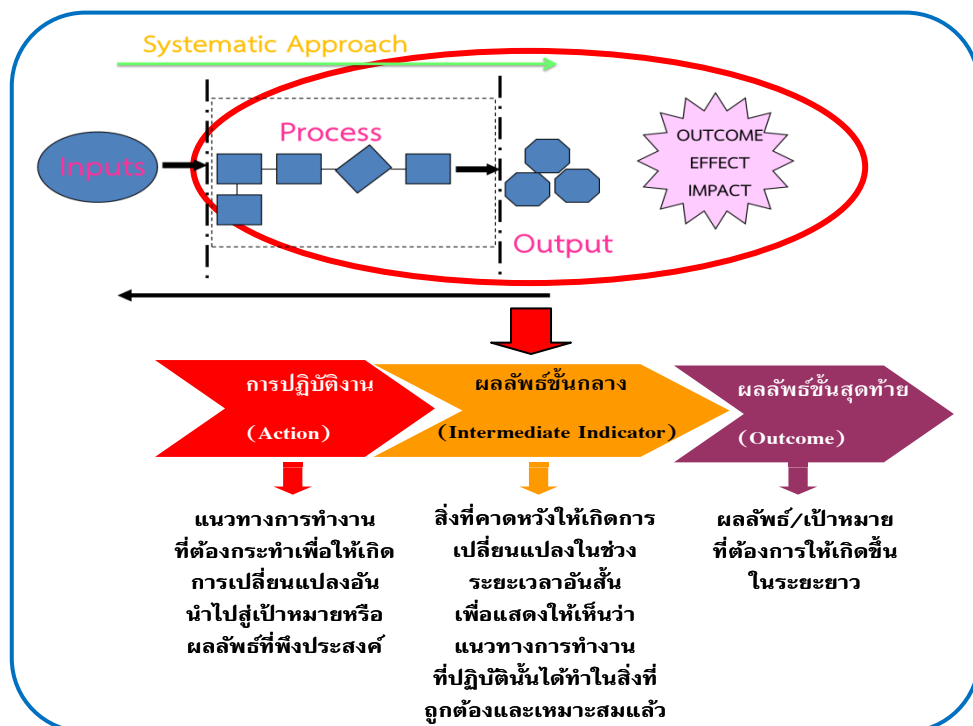 Systematic Approach
Inputs
Process
Output
OUTCOME
EFFECT
IMPACT
การปฏิบัติงาน
(Action)
ผลลัพธ์ขั้นกลาง
(Intermediate Indicator)
ผลลัพธ์ขั้นสุดท้าย
(Outcome)
แนวทางการทำงาน
ที่ต้องกระทำเพื่อให้เกิด
การเปลี่ยนแปลงอัน
นำไปสู่เป้าหมายหรือ
ผลลัพธ์ที่พึงประสงค์
สิ่งที่คาดหวังให้เกิดการ
เปลี่ยนแปลงในช่วง
ระยะเวลาอันสั้น
เพื่อแสดงให้เห็นว่า
แนวทางการทำงาน
ที่ปฏิบัตินั้นได้ทำในสิ่งที่
ถูกต้องและเหมาะสมแล้ว
ผลลัพธ์/เป้าหมาย
ที่ต้องการให้เกิดขึ้น
ในระยะยาว